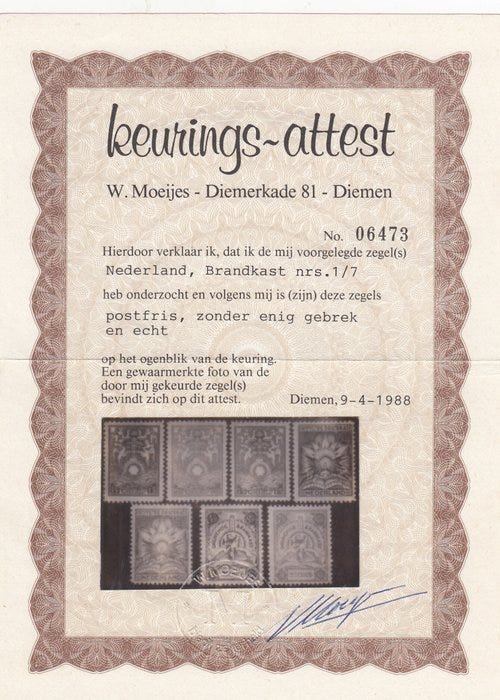 keurings~attest
W. Moeijes - Diemerkade 81 - Diemen
No. 06473
Hierdoor verklaar ik, dat ik de mij voorgelegde zegel(s)
Nederland, Brandkast nrs.1/7
heb onderzocht en volgens mij is (zijn) deze zegels
postfris, zonder enig gebrek
en echt
op het ogenblik van de keuring.
Een gewaarmerkte foto van de
door mij gekeurde zegel(s)
bevindt zich op dit attest.
Diemen, 9-4-1988
NEDERLAND
W. MOEIJES